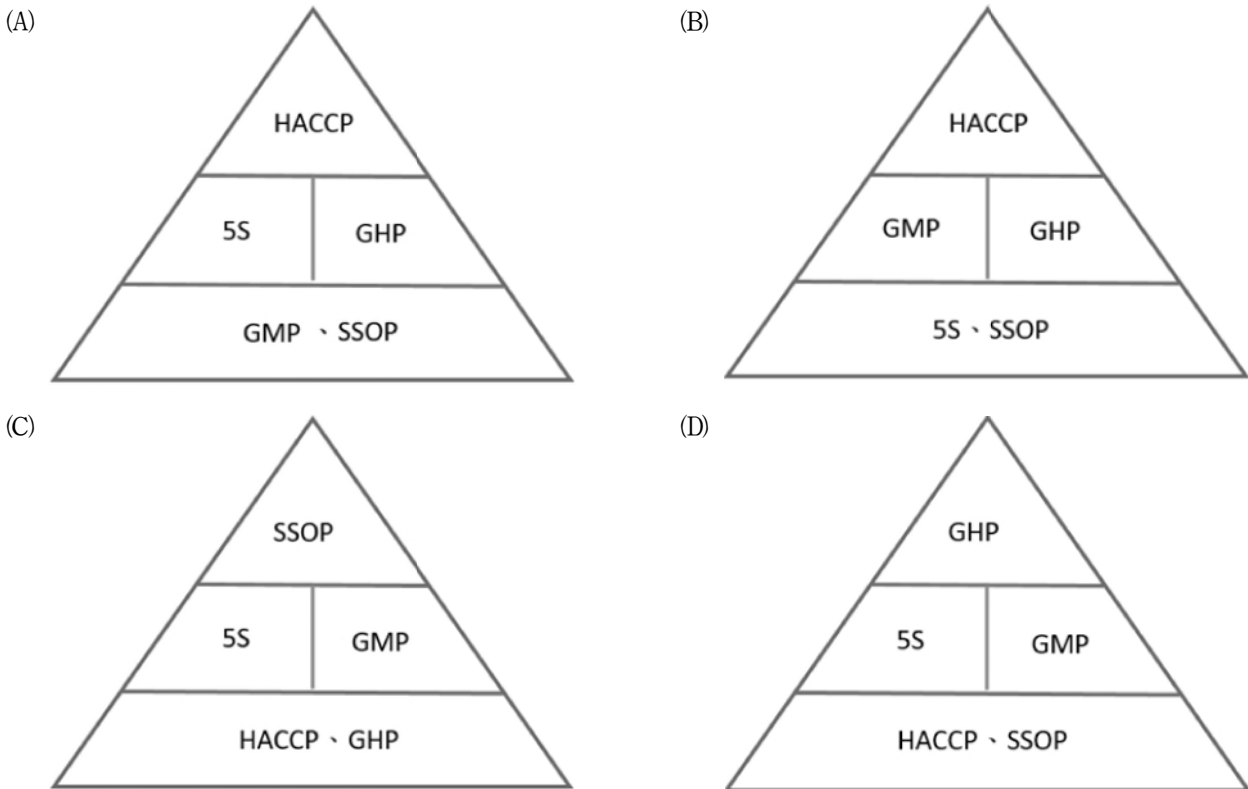 (A)
HACCP
5S
GHP
GMP、SSOP
(B)
HACCP
GMP
GHP
5S、SSOP
(C)
SSOP
5S
GMP
HACCP、GHP
(D)
GHP
5S
GMP
HACCP、SSOP